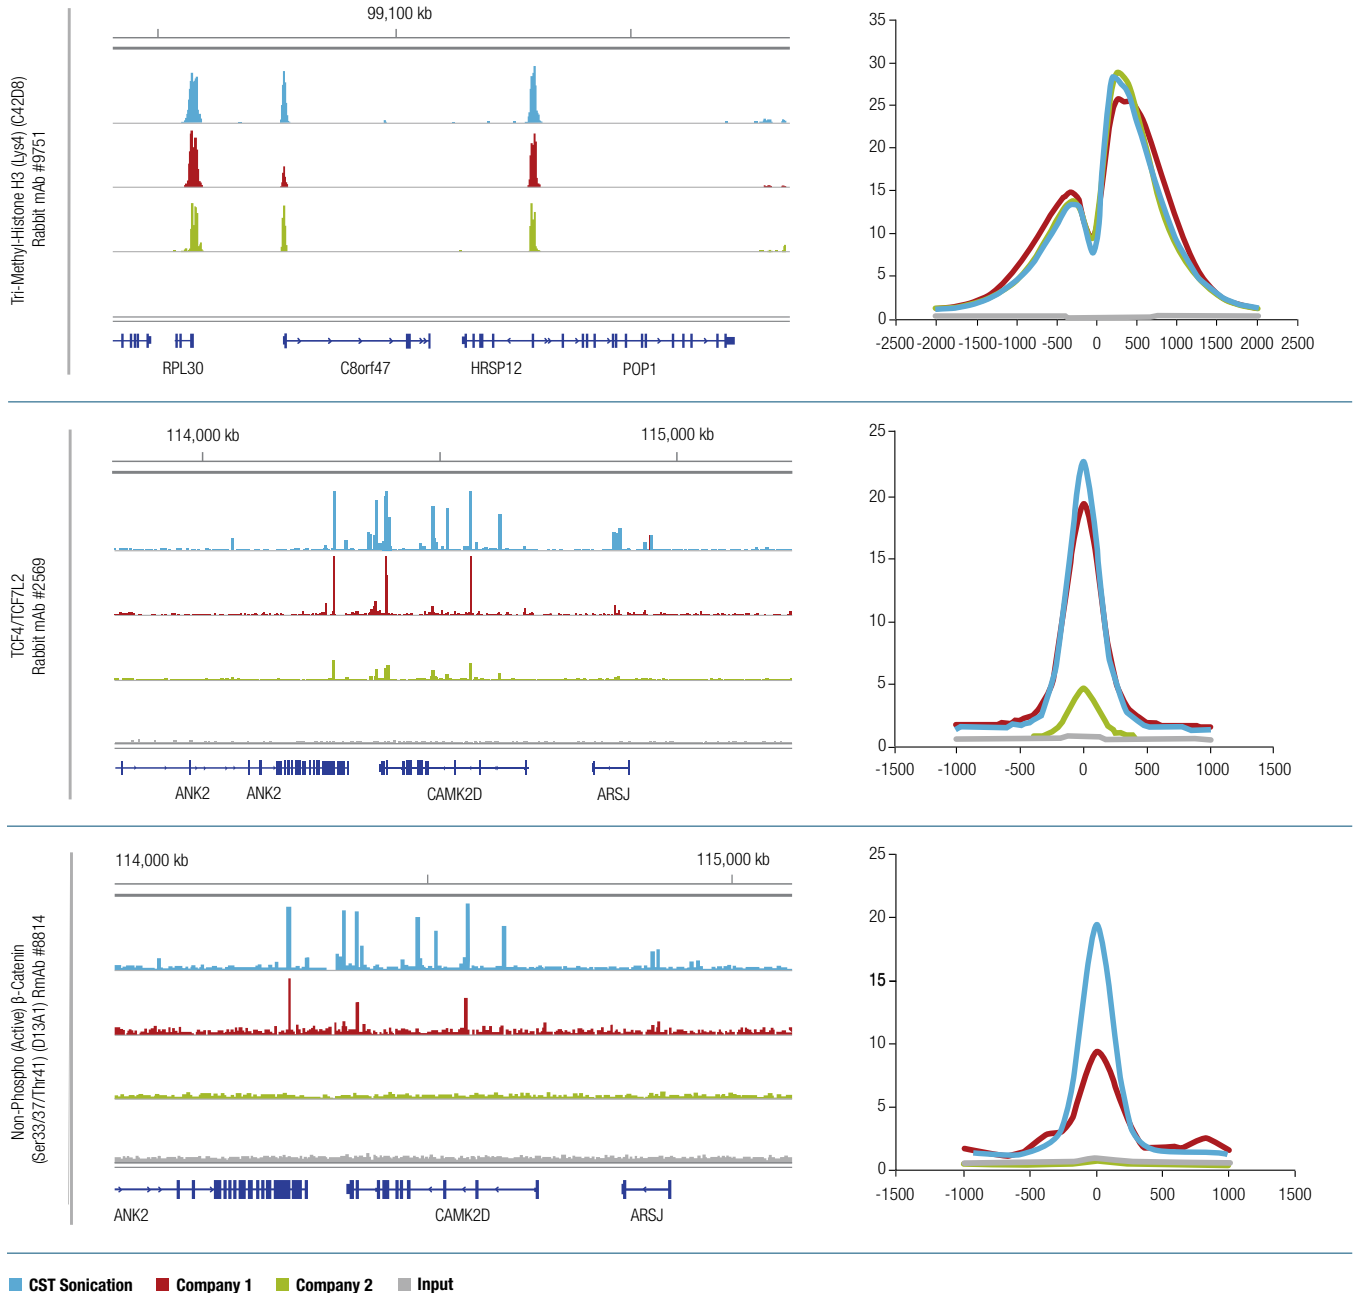 Tri-Methyl-Histone H3 (Lys4) (C42D8)
Rabbit mAb #9751
99,100 kb
RPL30 C8orf47 HRSP12 POP1
35
30
25
20
15
10
5
0
-2500 -2000 -1500 -1000 -500 0 500 1000 1500 2000 2500
TCF4/TCF7L2
Rabbit mAb #2569
114,000 kb 115,000 kb
ANK2 ANK2 CAMK2D ARSJ
25
20
15
10
5
0
-1500 -1000 -500 0 500 1000 1500
Non-Phospho (Active) β-Catenin
(Ser33/37/Thr41) (D13A1) RmAb #8814
114,000 kb 115,000 kb
ANK2 CAMK2D ARSJ
25
20
15
10
5
0
-1500 -1000 -500 0 500 1000 1500
CST Sonication Company 1 Company 2 Input